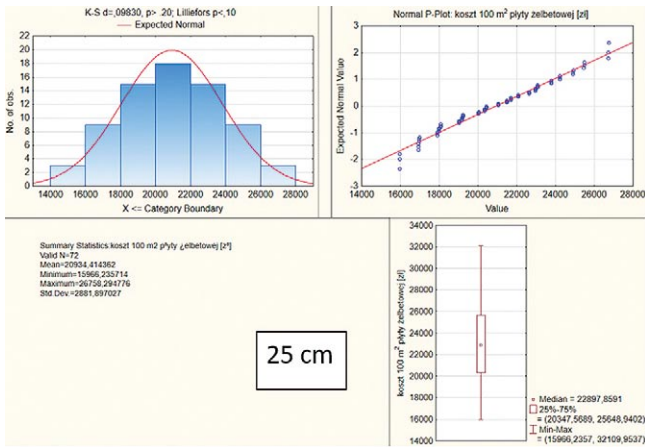 K-S d=,09830, p> .20; Lilliefors p<,10
Expected Normal
No. of obs.
22
20
18
16
14
12
10
8
6
4
2
0
14000 16000 18000 20000 22000 24000 26000 28000
X <= Category Boundary
Normal P-Plot: koszt 100 m² płyty żelbetowej [zł]
Expected Normal Value
3
2
1
0
-1
-2
-3
14000 16000 18000 20000 22000 24000 26000 28000
Value
Summary Statistics:koszt 100 m2 p³yty ¿elbetowej [z³]
Valid N=72
Mean=20934,414362
Minimum=15966,235714
Maximum=26758,294776
Std.Dev.=2881,897027
25 cm
koszt 100 m² płyty żelbetowej [zł]
34000
32000
30000
28000
26000
24000
22000
20000
18000
16000
14000
Median = 22897,8591
25%-75%
= (20347,5689, 25648,9402)
Min-Max
= (15966,2357, 32109,9537)